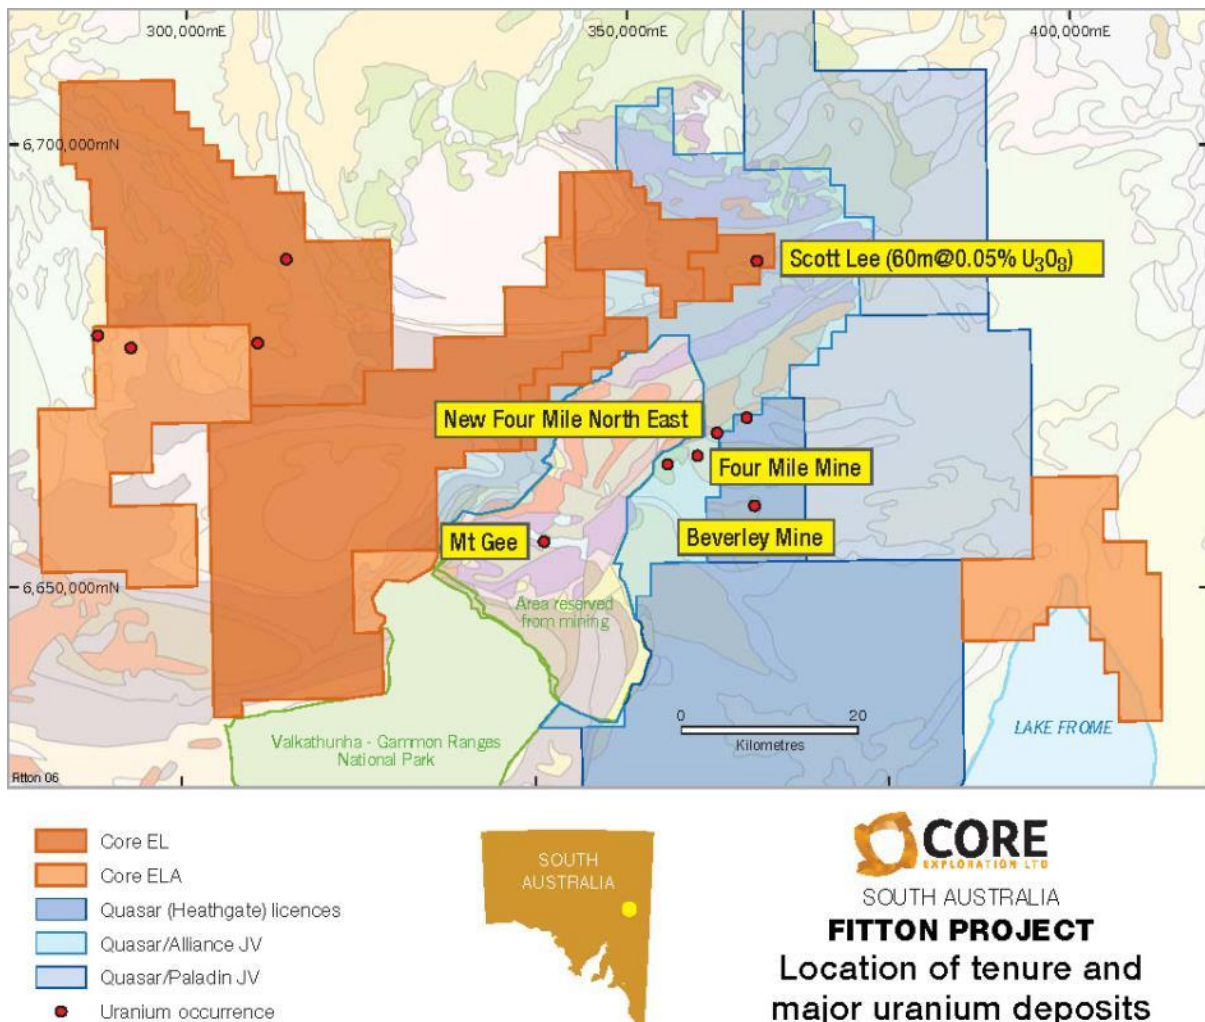 300,000mE
350,000mE
400,000mE
6,700,000mN
Scott Lee (60m@0.05% U₃O₈)
New Four Mile North East
Four Mile Mine
Mt Gee
Beverley Mine
6,650,000mN
Area reserved
from mining
0
20
Kilometres
LAKE FROME
Valkathunha - Gammon Ranges
National Park
Fitton 06
Core EL
Core ELA
Quasar (Heathgate) licences
Quasar/Alliance JV
Quasar/Paladin JV
Uranium occurrence
SOUTH
AUSTRALIA
CORE
EXPLORATION LTD
SOUTH AUSTRALIA
FITTON PROJECT
Location of tenure and
major uranium deposits